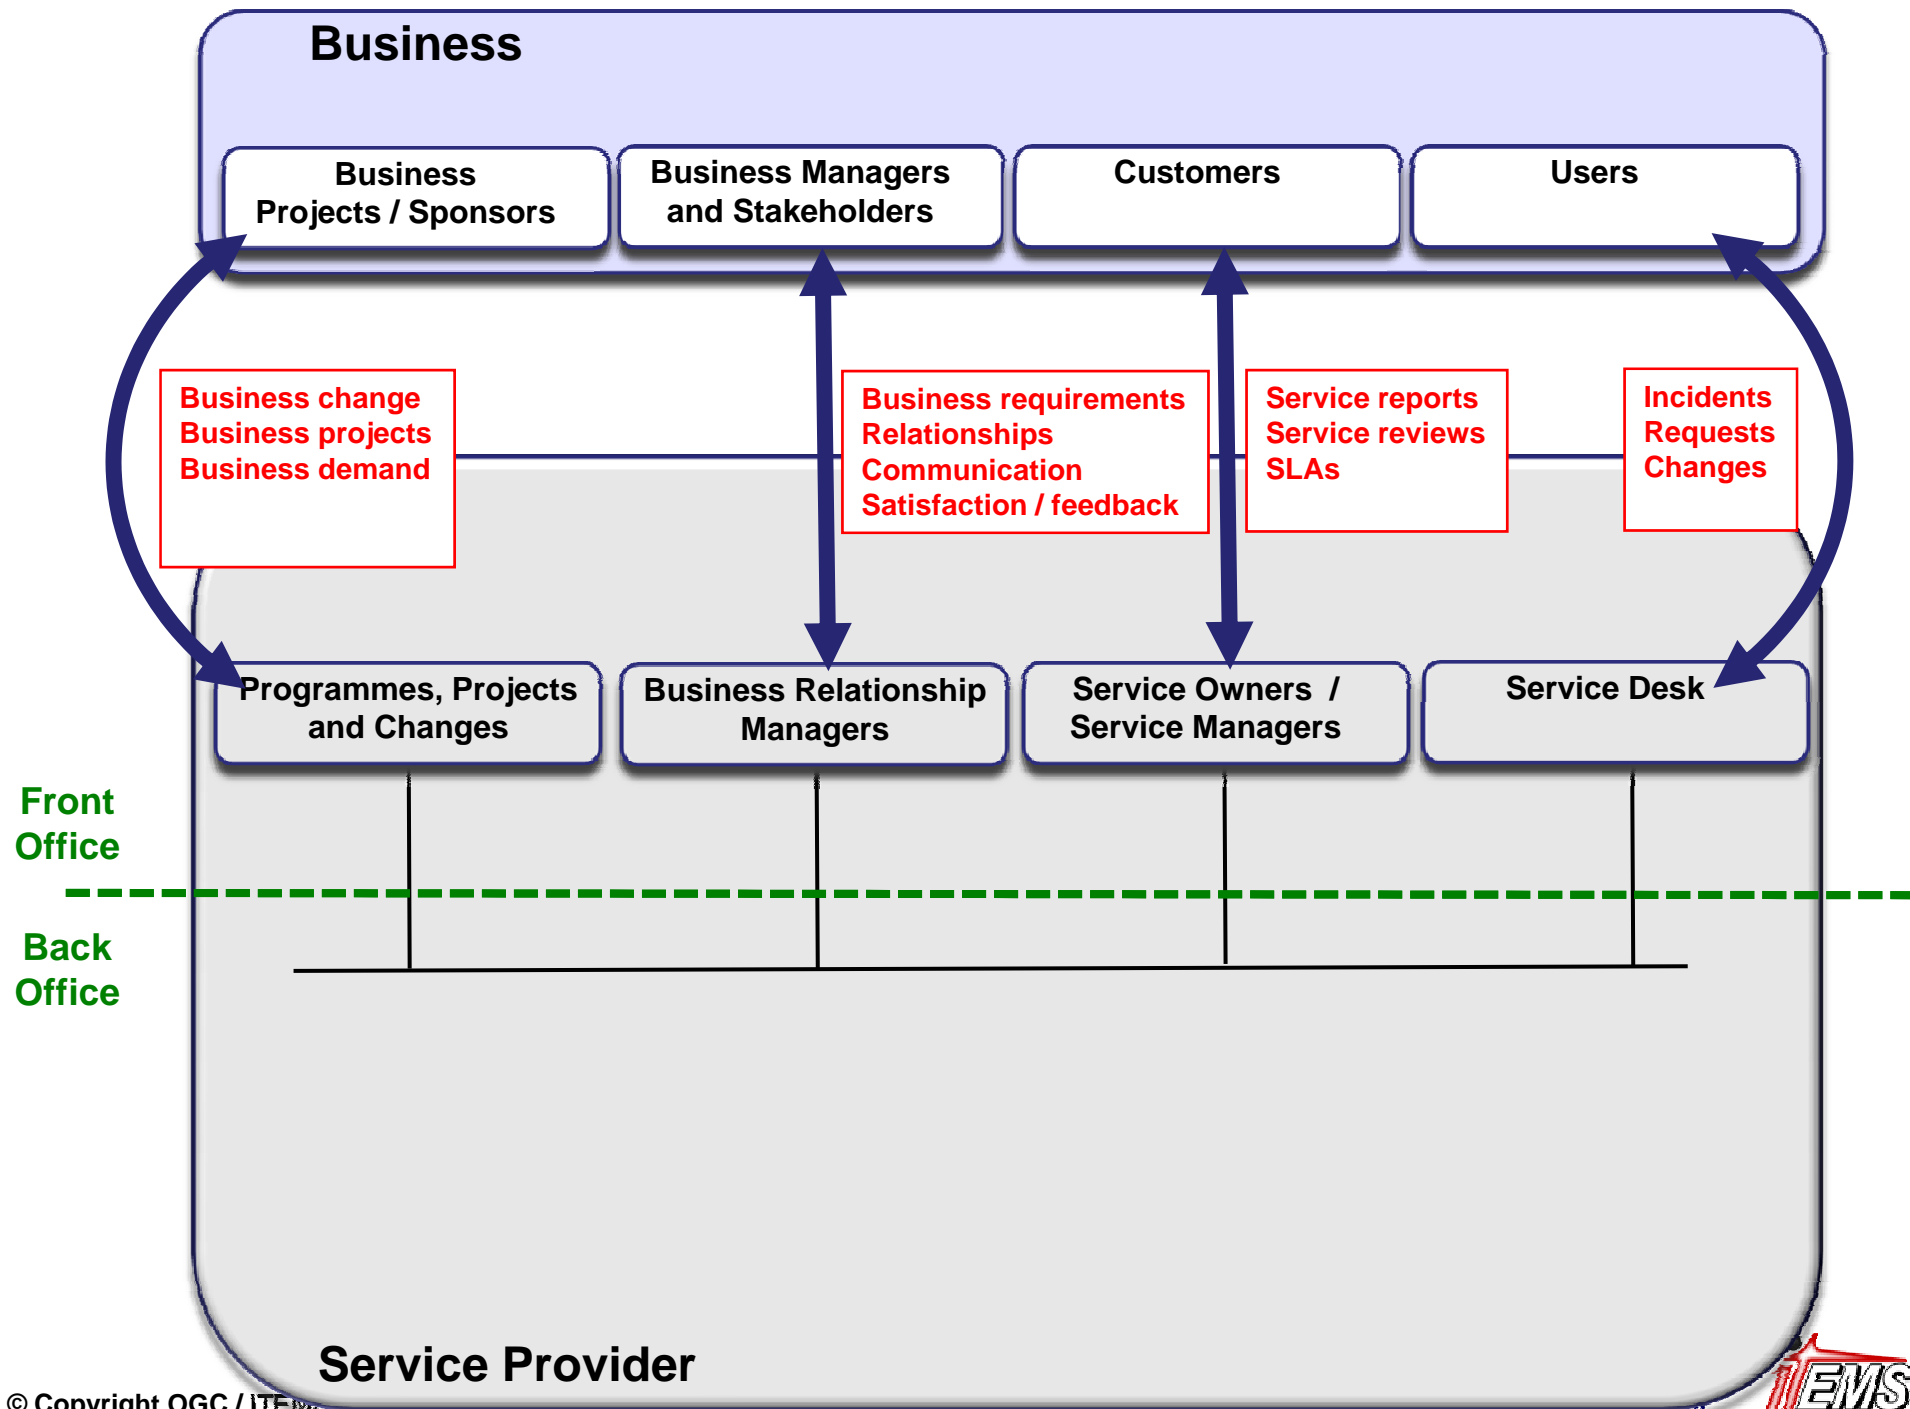 Business
Business
Projects / Sponsors
Business Managers
and Stakeholders
Customers
Users
Business change
Business projects
Business demand
Business requirements
Relationships
Communication
Satisfaction / feedback
Service reports
Service reviews
SLAs
Incidents
Requests
Changes
Programmes, Projects
and Changes
Business Relationship
Managers
Service Owners /
Service Managers
Service Desk
Front
Office
Back
Office
Service Provider
© Copyright OGC /
iTEMS